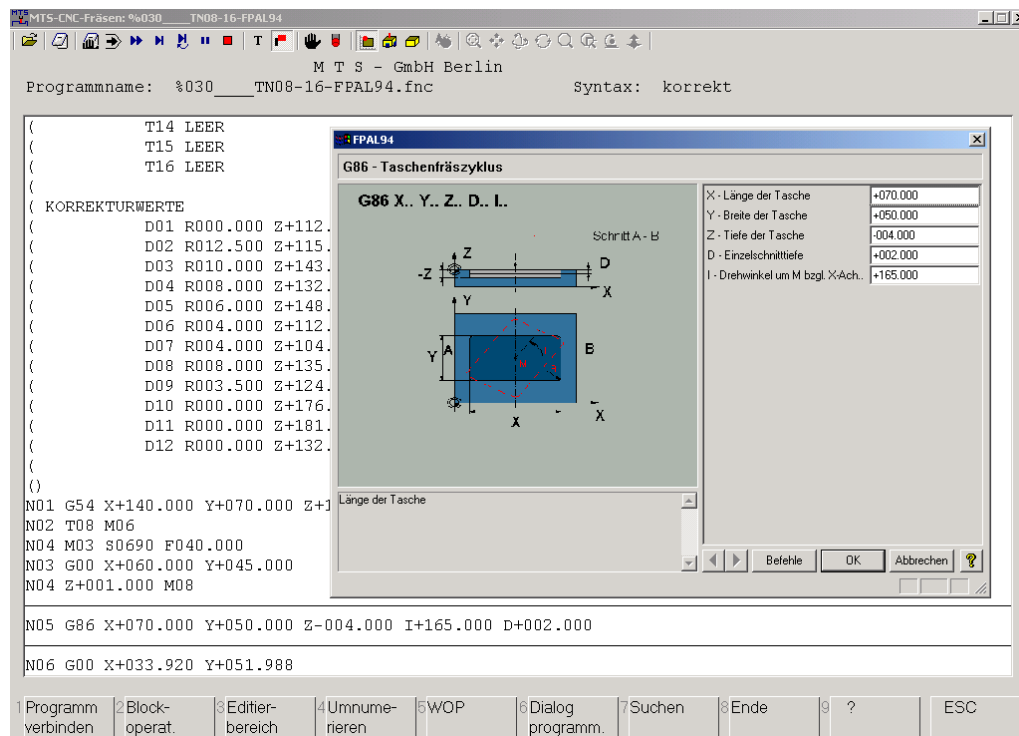 MTS-CNC-Fräsen: %030____TN08-16-FPAL94
M T S - GmbH Berlin
Programmname: %030____TN08-16-FPAL94.fnc Syntax: korrekt
( T14 LEER
( T15 LEER
( T16 LEER
(
( KORREKTURWERTE
( D01 R000.000 Z+112.
( D02 R012.500 Z+115.
( D03 R010.000 Z+143.
( D04 R008.000 Z+132.
( D05 R006.000 Z+148.
( D06 R004.000 Z+112.
( D07 R004.000 Z+104.
( D08 R008.000 Z+135.
( D09 R003.500 Z+124.
( D10 R000.000 Z+176.
( D11 R000.000 Z+181.
( D12 R000.000 Z+132.
(
()
N01 G54 X+140.000 Y+070.000 Z+1
N02 T08 M06
N04 M03 S0690 F040.000
N03 G00 X+060.000 Y+045.000
N04 Z+001.000 M08
N05 G86 X+070.000 Y+050.000 Z-004.000 I+165.000 D+002.000
N06 G00 X+033.920 Y+051.988
FPAL94
G86 - Taschenfräszyklus
G86 X.. Y.. Z.. D.. I..
Schnitt A - B
Z
-Z
D
X
Y
Y
A
M
B
X
X
Länge der Tasche
X - Länge der Tasche +070.000
Y - Breite der Tasche +050.000
Z - Tiefe der Tasche -004.000
D - Einzelschnitttiefe +002.000
I - Drehwinkel um M bzgl. X-Ach.. +165.000
Befehle OK Abbrechen ?
1 Programm verbinden
2 Block-operat.
3 Editier-bereich
4 Umnume-rieren
5 WOP
6 Dialog programm.
7 Suchen
8 Ende
9 ?
ESC